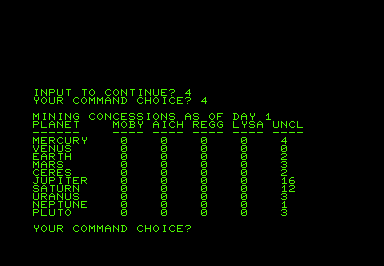 INPUT TO CONTINUE? 4
YOUR COMMAND CHOICE? 4
MINING CONCESSIONS AS OF DAY 1
PLANET MOBY AICH REGG LYSA UNCL
------ ---- ---- ---- ---- ----
MERCURY 0 0 0 0 4
VENUS 0 0 0 0 0
EARTH 0 0 0 0 2
MARS 0 0 0 0 3
CERES 0 0 0 0 2
JUPITER 0 0 0 0 16
SATURN 0 0 0 0 12
URANUS 0 0 0 0 3
NEPTUNE 0 0 0 0 1
PLUTO 0 0 0 0 3
YOUR COMMAND CHOICE?